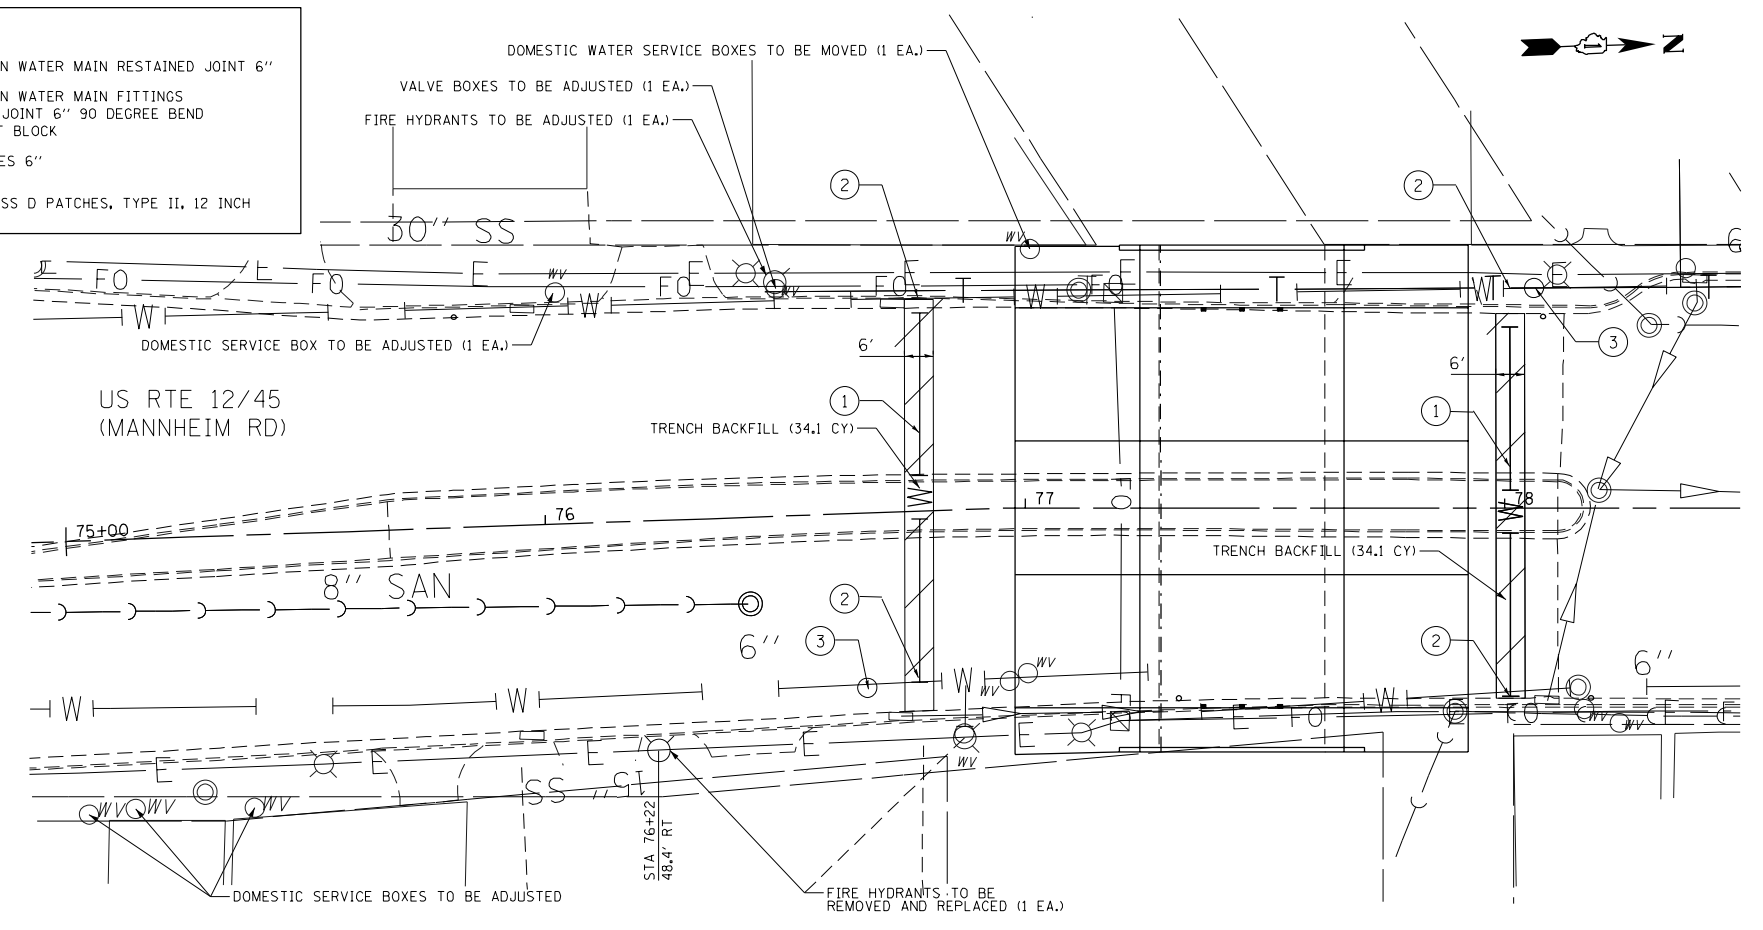 N WATER MAIN RESTAINED JOINT 6''
N WATER MAIN FITTINGS
JOINT 6'' 90 DEGREE BEND
T BLOCK
ES 6''
SS D PATCHES, TYPE II, 12 INCH
DOMESTIC WATER SERVICE BOXES TO BE MOVED (1 EA.)
VALVE BOXES TO BE ADJUSTED (1 EA.)
FIRE HYDRANTS TO BE ADJUSTED (1 EA.)
N
2
2
30'' SS
WV
E
FO
E
FO
E
WV
FO
E
WV
FO
E
T
W
E
FO
T
E
W
T
E
T
W
W
DOMESTIC SERVICE BOX TO BE ADJUSTED (1 EA.)
6'
3
6'
US RTE 12/45
(MANNHEIM RD)
1
1
TRENCH BACKFILL (34.1 CY)
75+00
76
77
78
TRENCH BACKFILL (34.1 CY)
8'' SAN
2
3
2
6''
6''
W
W
W
WV
WV
W
E
FO
FO
WV
WV
E
E
E
E
E
WV
SS
15''
WV
WV
WV
STA 76+22
48.4' RT
DOMESTIC SERVICE BOXES TO BE ADJUSTED
FIRE HYDRANTS TO BE
REMOVED AND REPLACED (1 EA.)